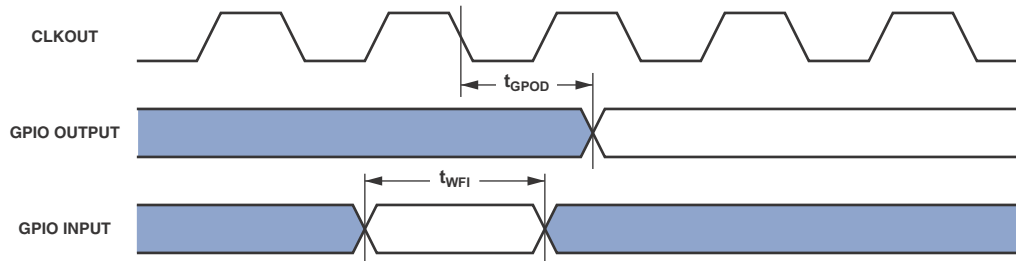 CLKOUT
tGPOD
GPIO OUTPUT
tWFI
GPIO INPUT